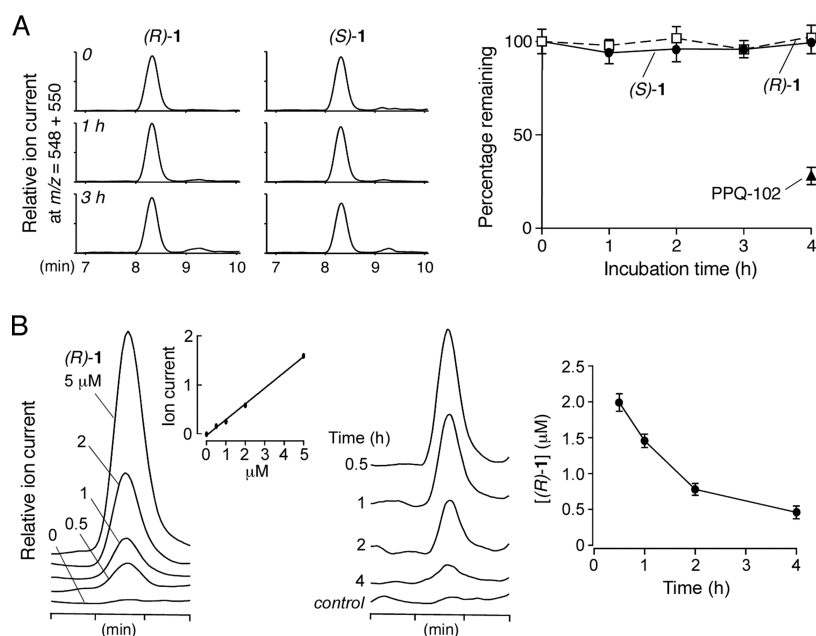 A
(R)-1
(S)-1
0
1 h
3 h
Relative ion current
at m/z = 548 + 550
(min)
7 8 9 10
7 8 9 10
Percentage remaining
100
50
0
(S)-1
(R)-1
PPQ-102
0 1 2 3 4
Incubation time (h)
B
Relative ion current
(R)-1
5 μM
2
1
0.5
0
(min)
Ion current
2
1
0
0 1 2 3 4 5
μM
Time (h)
0.5
1
2
4
control
(min)
[(R)-1] (μM)
2.5
2.0
1.5
1.0
0.5
0
0 1 2 3 4
Time (h)